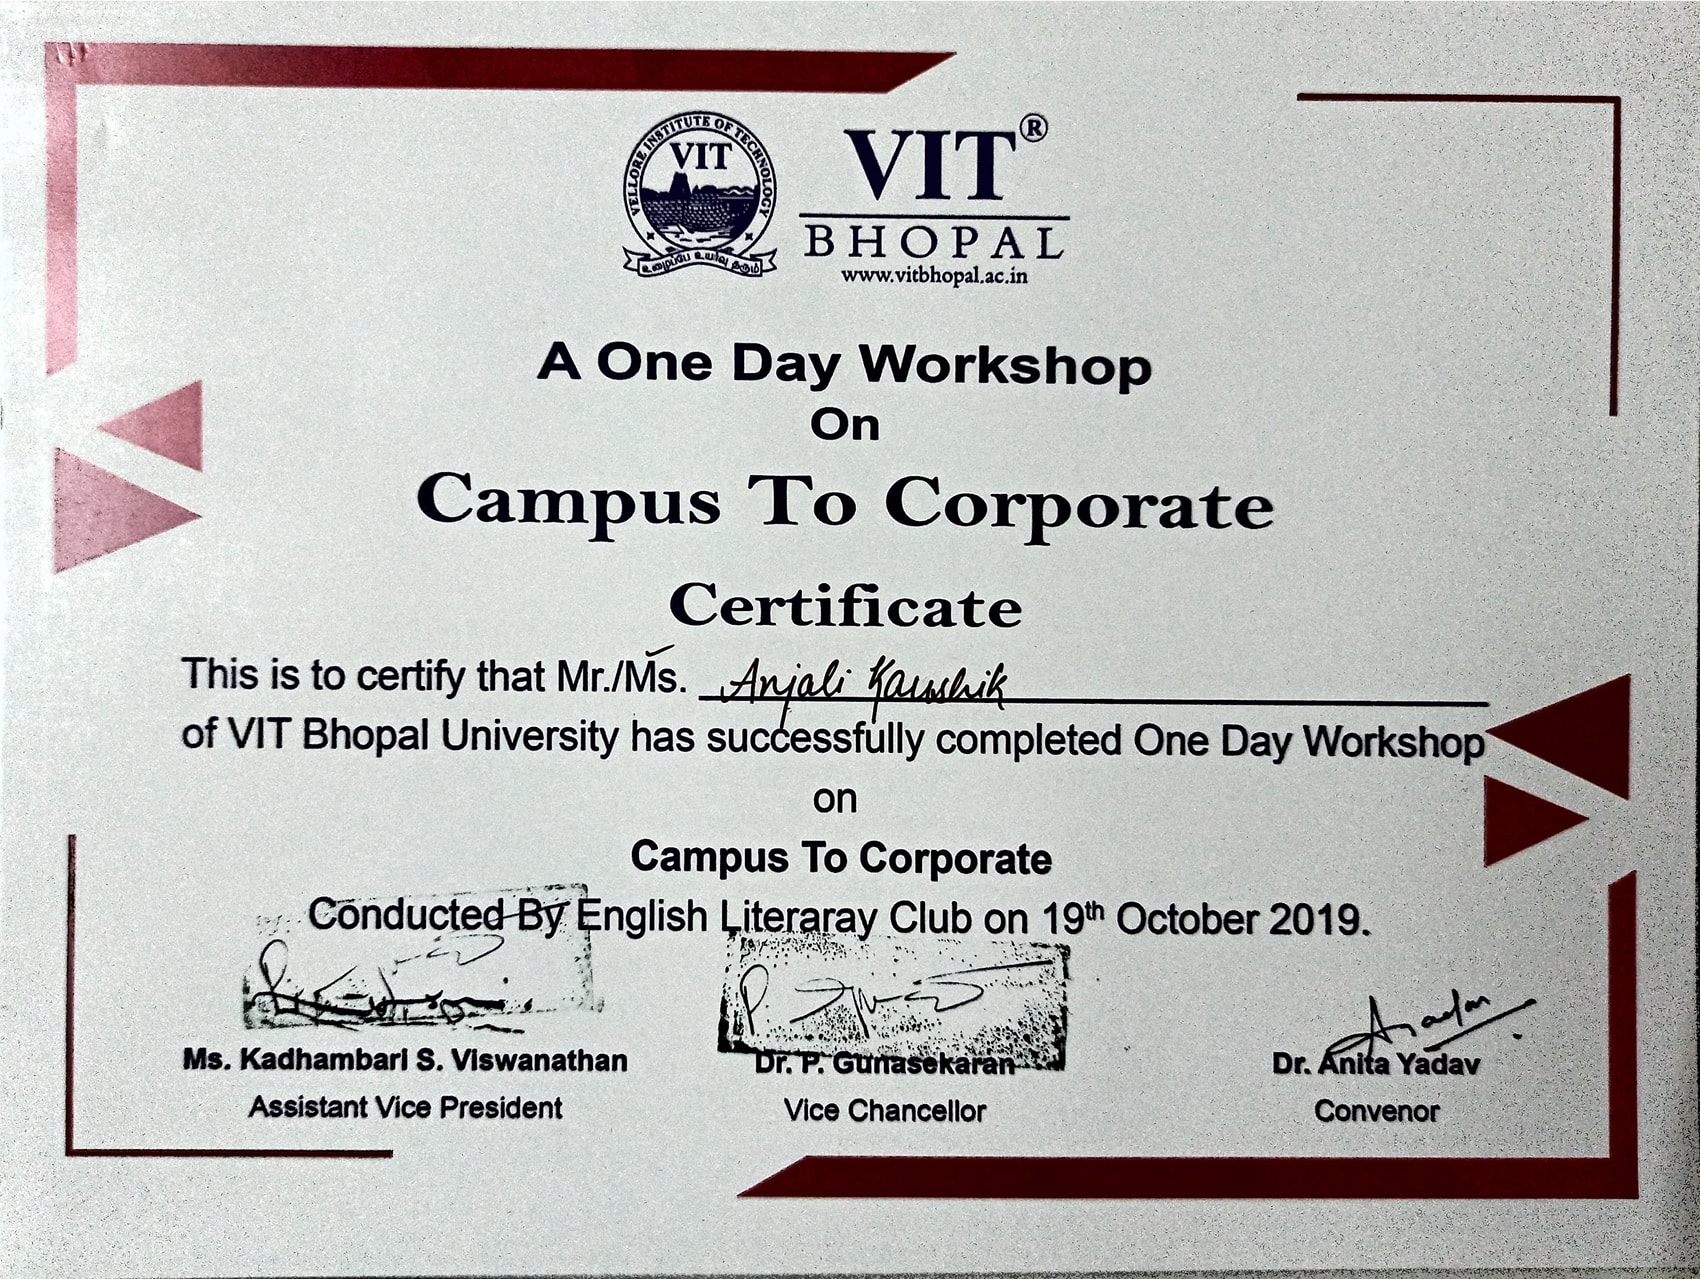 VELLORE INSTITUTE OF TECHNOLOGY
VIT
உழைப்பே உயர்வு தரும்
VIT®
BHOPAL
www.vitbhopal.ac.in
A One Day Workshop
On
Campus To Corporate
Certificate
This is to certify that Mr./Ms. Anjali Kaushik
of VIT Bhopal University has successfully completed One Day Workshop
on
Campus To Corporate
Conducted By English Literaray Club on 19th October 2019.
Ms. Kadhambari S. Viswanathan
Assistant Vice President
Dr. P. Gunasekaran
Vice Chancellor
Dr. Anita Yadav
Convenor